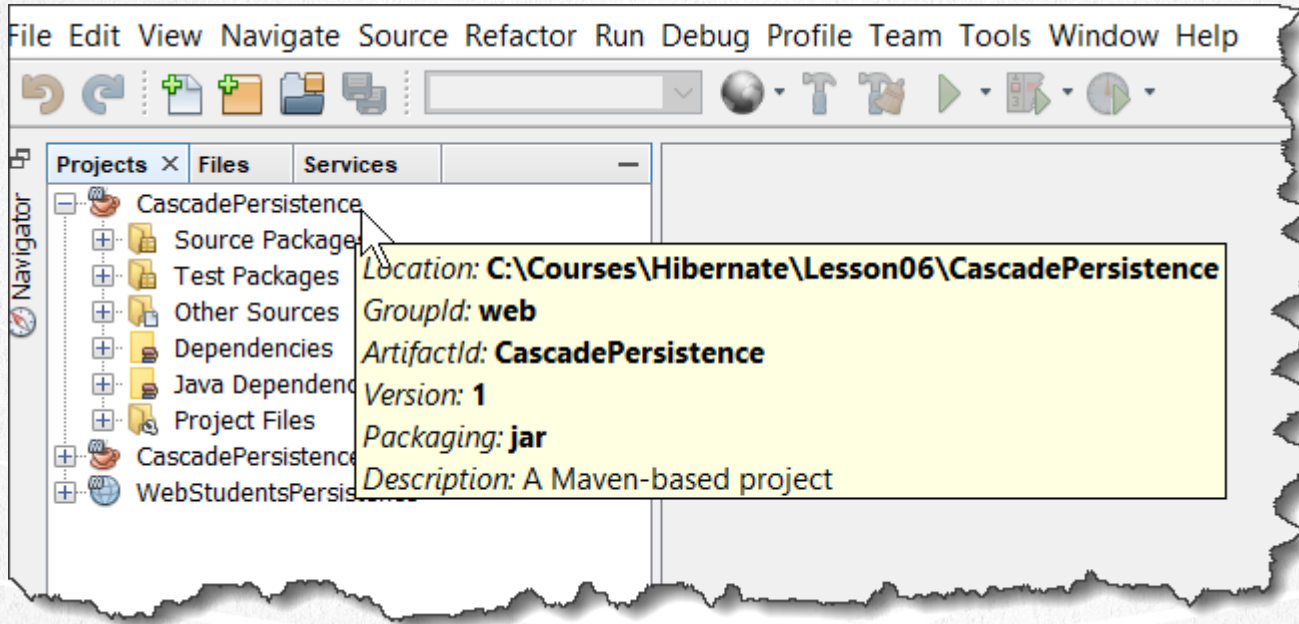 File Edit View Navigate Source Refactor Run Debug Profile Team Tools Window Help
Projects Files Services
Navigator
CascadePersistence
Source Packages
Test Packages
Other Sources
Dependencies
Java Dependenc
Project Files
CascadePersistence
WebStudentsPersistence
Location: C:\Courses\Hibernate\Lesson06\CascadePersistence
GroupId: web
ArtifactId: CascadePersistence
Version: 1
Packaging: jar
Description: A Maven-based project